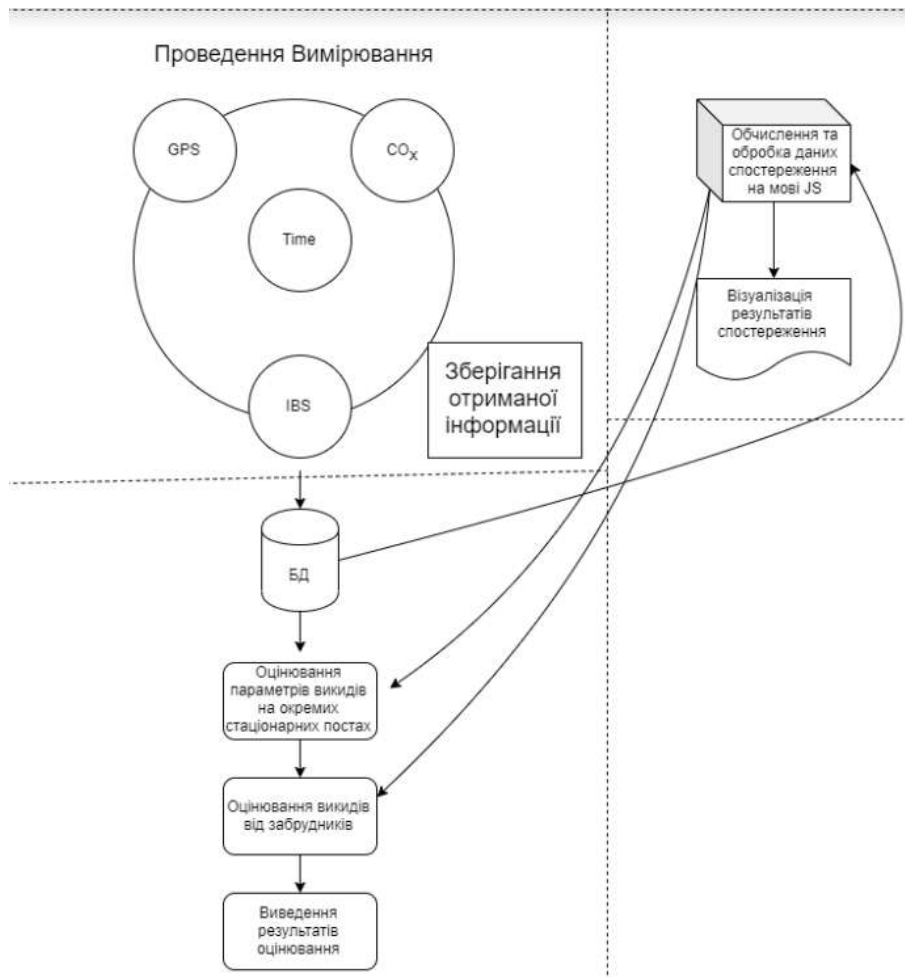 Проведення Вимірювання
GPS
COx
Time
IBS
Зберігання
отриманої
інформації
Обчислення та
обробка даних
спостереження
на мові JS
Візуалізація
результатів
спостереження
БД
Оцінювання
параметрів викидів
на окремих
стаціонарних постах
Оцінювання викидів
від забрудників
Виведення
результатів
оцінювання